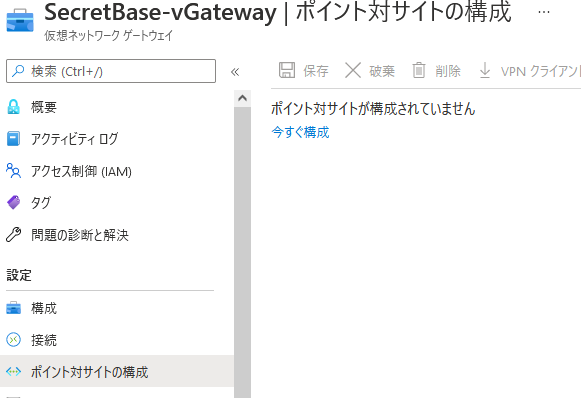 SecretBase-vGateway | ポイント対サイトの構成 ...
仮想ネットワーク ゲートウェイ
検索 (Ctrl+/)
«
保存 破棄 削除 VPN クライアン
概要
アクティビティ ログ
アクセス制御 (IAM)
タグ
問題の診断と解決
設定
構成
接続
ポイント対サイトの構成
ポイント対サイトが構成されていません
今すぐ構成